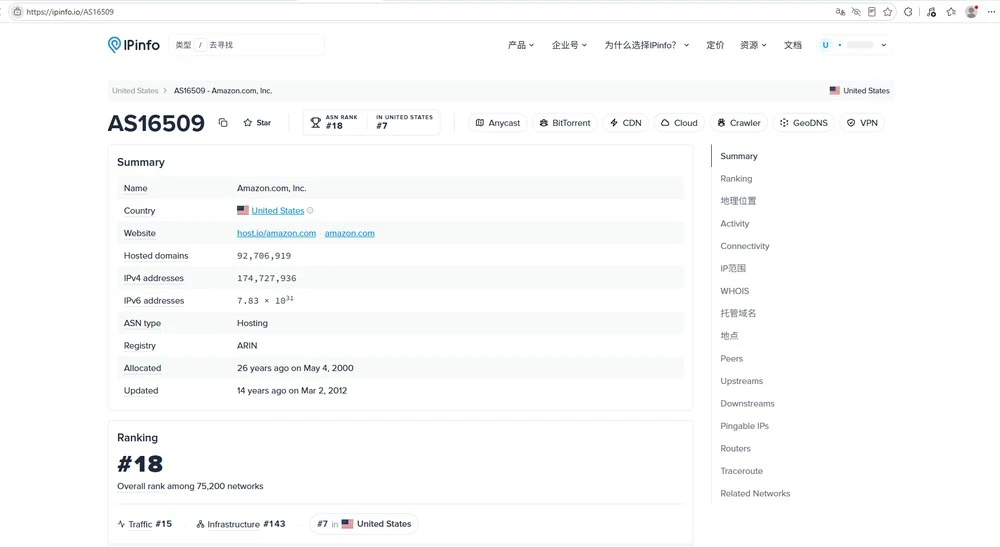 https://ipinfo.io/AS16509
IPinfo
类型 / 去寻找
产品
企业号
为什么选择IPinfo？
定价
资源
文档
U
United States > AS16509 - Amazon.com, Inc.
United States
AS16509
Star
ASN RANK
#18
IN UNITED STATES
#7
Anycast
BitTorrent
CDN
Cloud
Crawler
GeoDNS
VPN
Summary
Name Amazon.com, Inc.
Country United States
Website host.io/amazon.com amazon.com
Hosted domains 92,706,919
IPv4 addresses 174,727,936
IPv6 addresses 7.83 × 10³¹
ASN type Hosting
Registry ARIN
Allocated 26 years ago on May 4, 2000
Updated 14 years ago on Mar 2, 2012
Ranking
#18
Overall rank among 75,200 networks
Traffic #15
Infrastructure #143
#7 in United States
Summary
Ranking
地理位置
Activity
Connectivity
IP范围
WHOIS
托管域名
地点
Peers
Upstreams
Downstreams
Pingable IPs
Routers
Traceroute
Related Networks